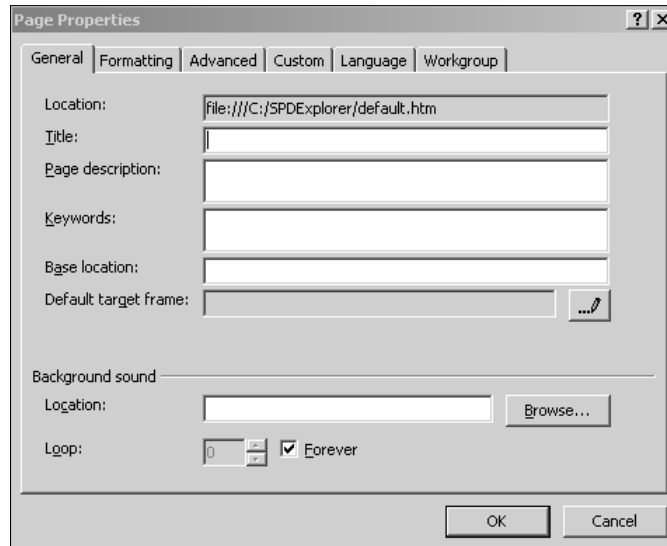 Page Properties
General Formatting Advanced Custom Language Workgroup
Location: file:///C:/SPDExplorer/default.htm
Title:
Page description:
Keywords:
Base location:
Default target frame: ...
Background sound
Location: Browse...
Loop: 0 Forever
OK Cancel